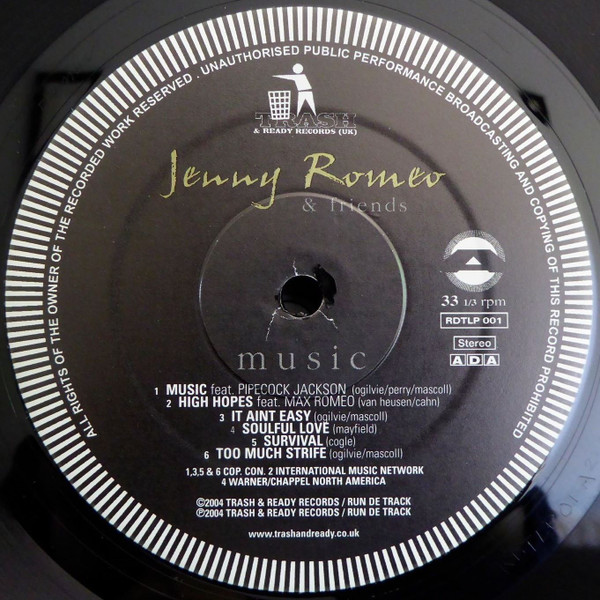 ALL RIGHTS OF THE OWNER OF THE RECORDED WORK RESERVED . UNAUTHORISED PUBLIC PERFORMANCE BROADCASTING AND COPYING OF THIS RECORD PROHIBITED
TRASH
& READY RECORDS (UK)
Jenny Romeo
& friends
33 1/3 rpm
RDTLP 001
Stereo
ADA
music
1 MUSIC feat. PIPECOCK JACKSON (ogilvie/perry/mascoll)
2 HIGH HOPES feat. MAX ROMEO (van heusen/cahn)
3 IT AINT EASY (ogilvie/mascoll)
4 SOULFUL LOVE (mayfield)
5 SURVIVAL (cogle)
6 TOO MUCH STRIFE (ogilvie/mascoll)
1,3,5 & 6 COP. CON. 2 INTERNATIONAL MUSIC NETWORK
4 WARNER/CHAPPEL NORTH AMERICA
©2004 TRASH & READY RECORDS / RUN DE TRACK
℗2004 TRASH & READY RECORDS / RUN DE TRACK
www.trashandready.co.uk